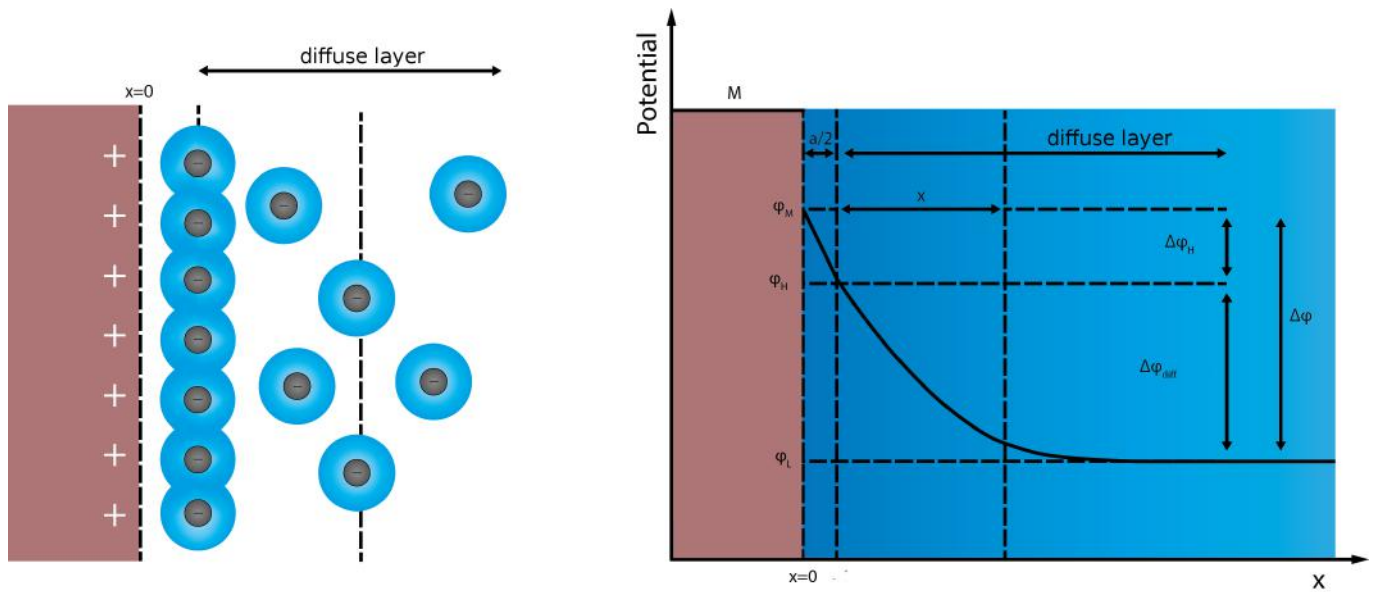 diffuse layer
x=0
+
+
+
+
+
+
+
−
−
−
−
−
−
−
−
−
−
−
−
−
Potential
M
a/2
diffuse layer
x
φM
φH
φL
ΔφH
Δφdiff
Δφ
x=0
x